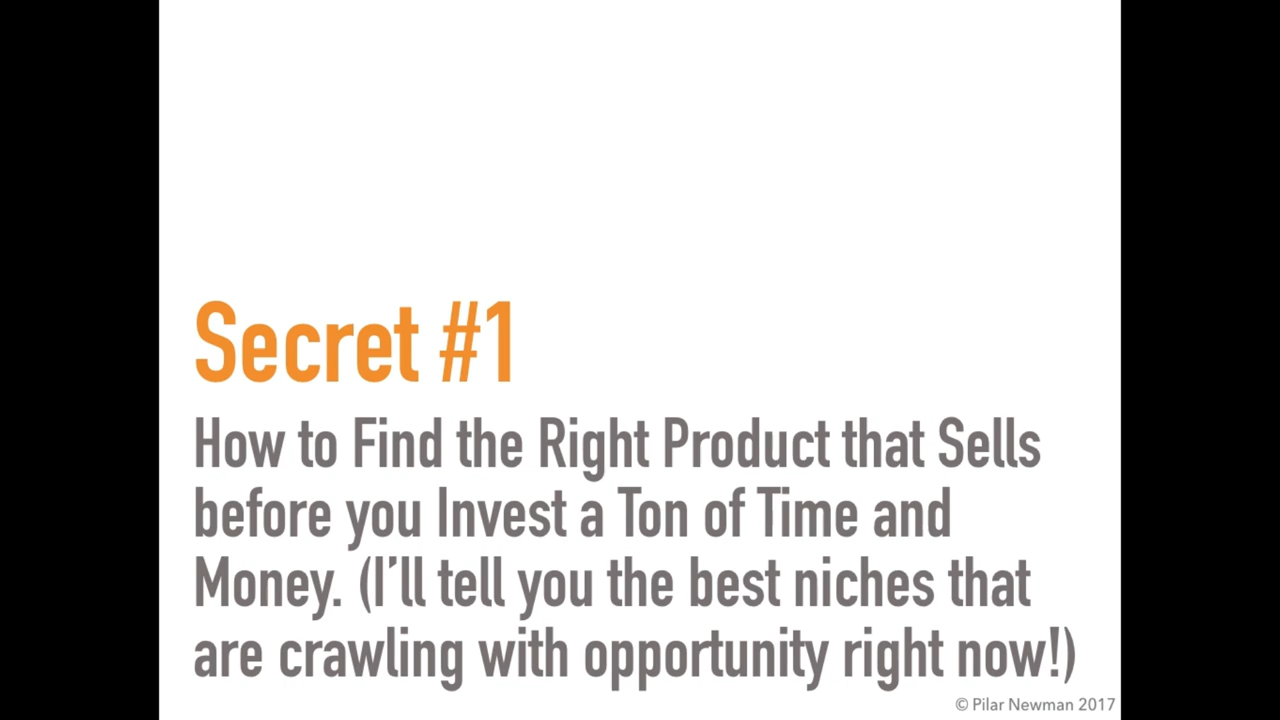 Secret #1
How to Find the Right Product that Sells
before you Invest a Ton of Time and
Money. (I’ll tell you the best niches that
are crawling with opportunity right now!)
© Pilar Newman 2017